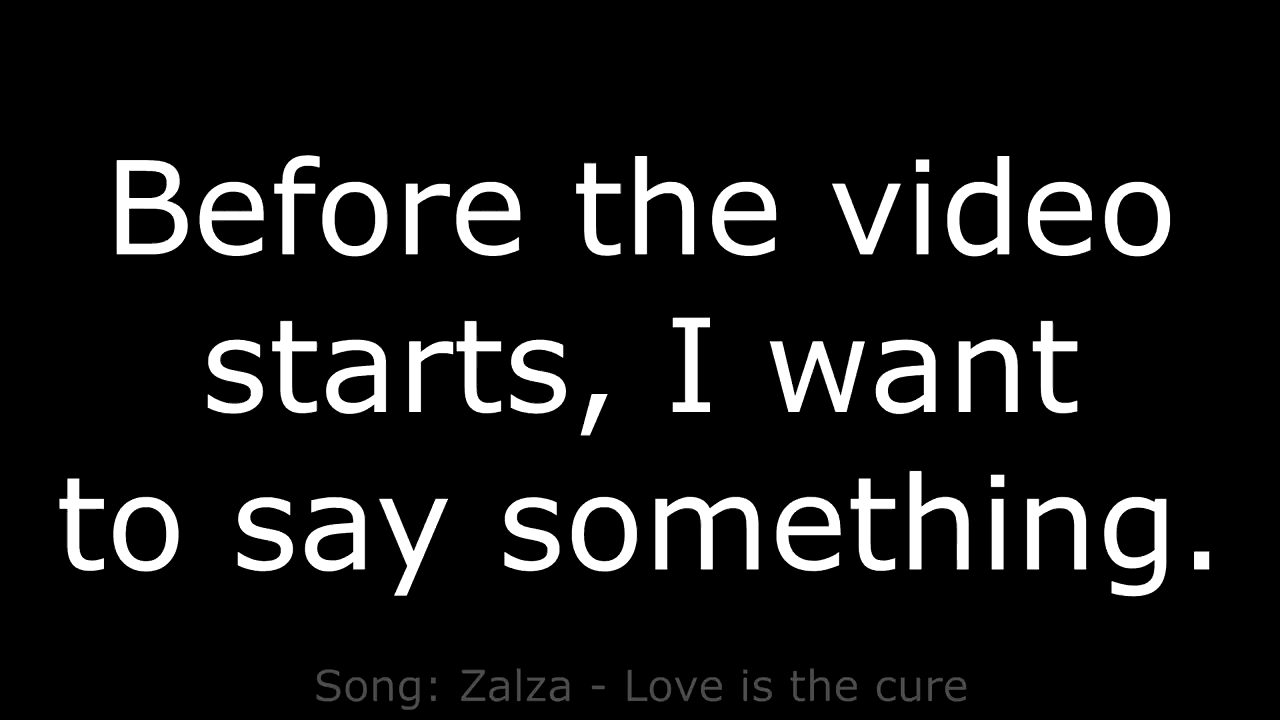 Before the video
starts, I want
to say something.
Song: Zalza - Love is the cure